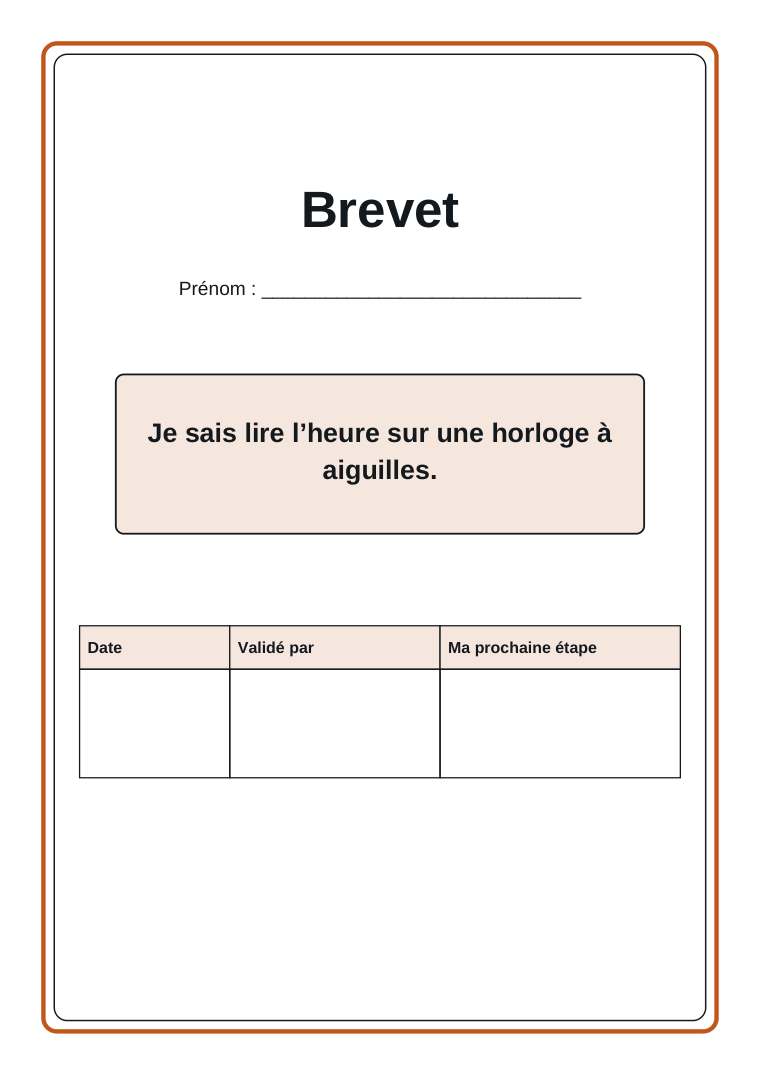 Brevet
Prénom : ______________________________
Je sais lire l’heure sur une horloge à
aiguilles.
Date Validé par Ma prochaine étape